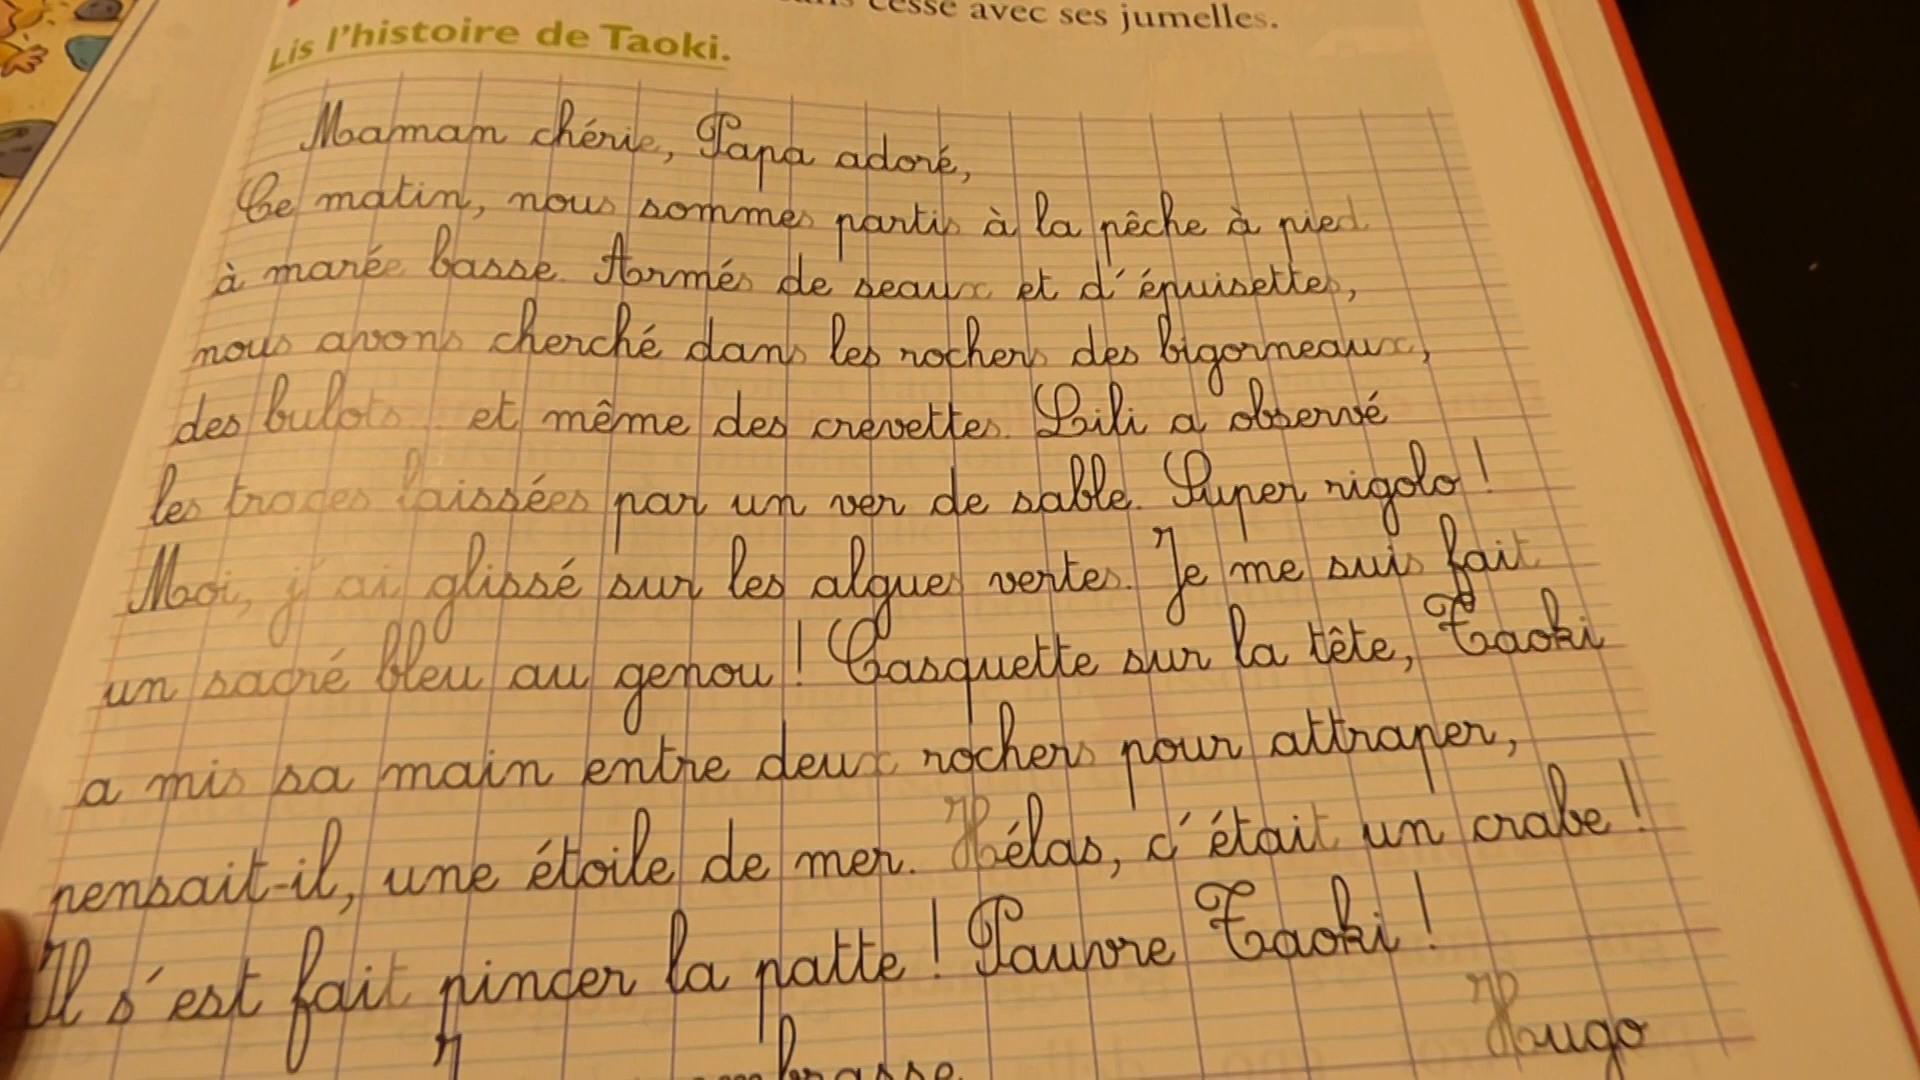 cesse avec ses jumelles.
Lis l'histoire de Taoki.
Maman chérie, Papa adoré,
Ce matin, nous sommes partis à la pêche à pied
à marée basse. Armés de seaux et d'épuisettes,
nous avons cherché dans les rochers des bigorneaux,
des bulots... et même des crevettes. Lili a observé
les traces laissées par un ver de sable. Super rigolo !
Moi, j'ai glissé sur les algues vertes. Je me suis fait
un sacré bleu au genou ! Casquette sur la tête, Taoki
a mis sa main entre deux rochers pour attraper,
pensait-il, une étoile de mer. Hélas, c'était un crabe !
Il s'est fait pincer la patte ! Pauvre Taoki !
Hugo